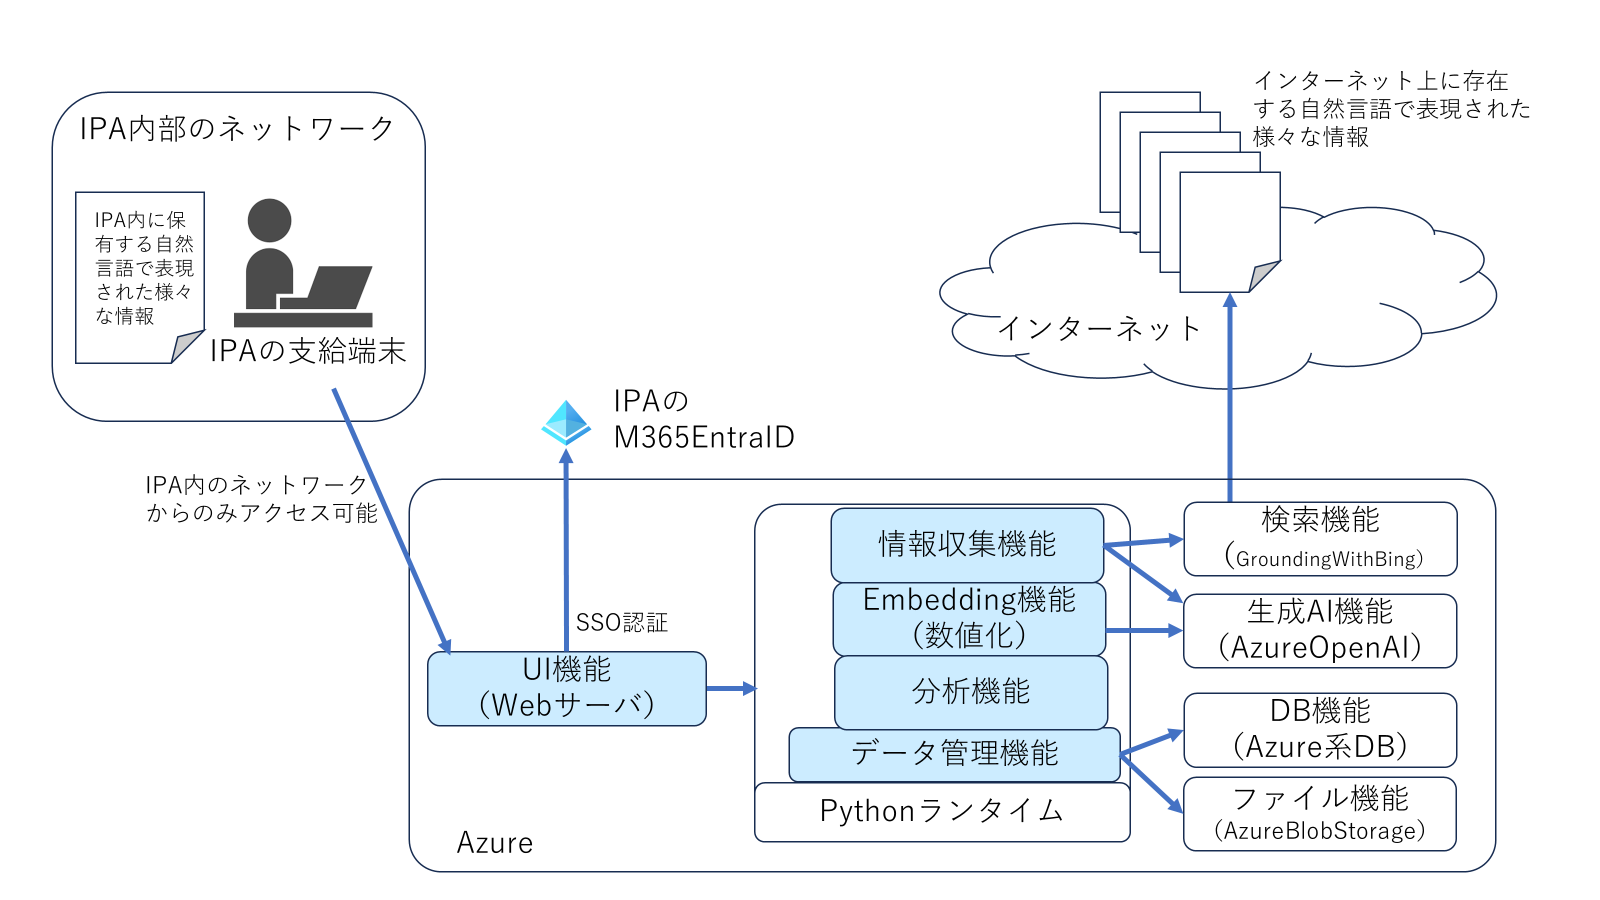 IPA内部のネットワーク
IPA内に保
有する自然
言語で表現
された様々
な情報
IPAの支給端末
インターネット上に存在
する自然言語で表現された
様々な情報
インターネット
IPAの
M365EntraID
IPA内のネットワーク
からのみアクセス可能
SSO認証
UI機能
（Webサーバ）
情報収集機能
Embedding機能
（数値化）
分析機能
データ管理機能
Pythonランタイム
検索機能
（GroundingWithBing）
生成AI機能
（AzureOpenAI）
DB機能
（Azure系DB）
ファイル機能
（AzureBlobStorage）
Azure